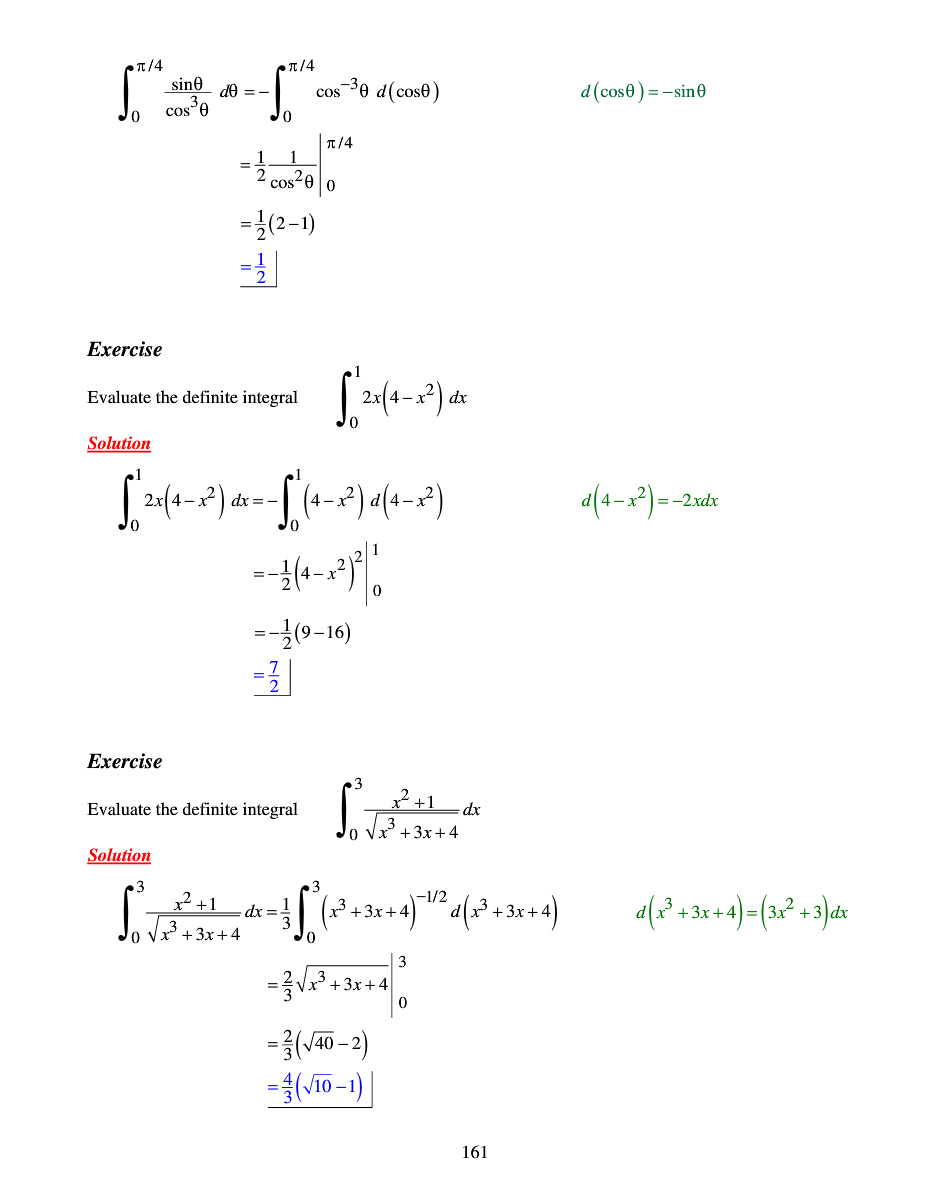 ∫₀^{π/4} sinθ/cos³θ dθ = −∫₀^{π/4} cos⁻³θ d(cosθ)    d(cosθ) = −sinθ
= 1/2 1/cos²θ |₀^{π/4}
= 1/2(2 − 1)
= 1/2
Exercise
Evaluate the definite integral ∫₀¹ 2x(4 − x²) dx
Solution
∫₀¹ 2x(4 − x²) dx = −∫₀¹ (4 − x²) d(4 − x²)    d(4 − x²) = −2xdx
= −1/2(4 − x²)² |₀¹
= −1/2(9 − 16)
= 7/2
Exercise
Evaluate the definite integral ∫₀³ (x² + 1)/√(x³ + 3x + 4) dx
Solution
∫₀³ (x² + 1)/√(x³ + 3x + 4) dx = 1/3 ∫₀³ (x³ + 3x + 4)^{−1/2} d(x³ + 3x + 4)    d(x³ + 3x + 4) = (3x² + 3)dx
= 2/3 √(x³ + 3x + 4) |₀³
= 2/3(√40 − 2)
= 4/3(√10 − 1)
161